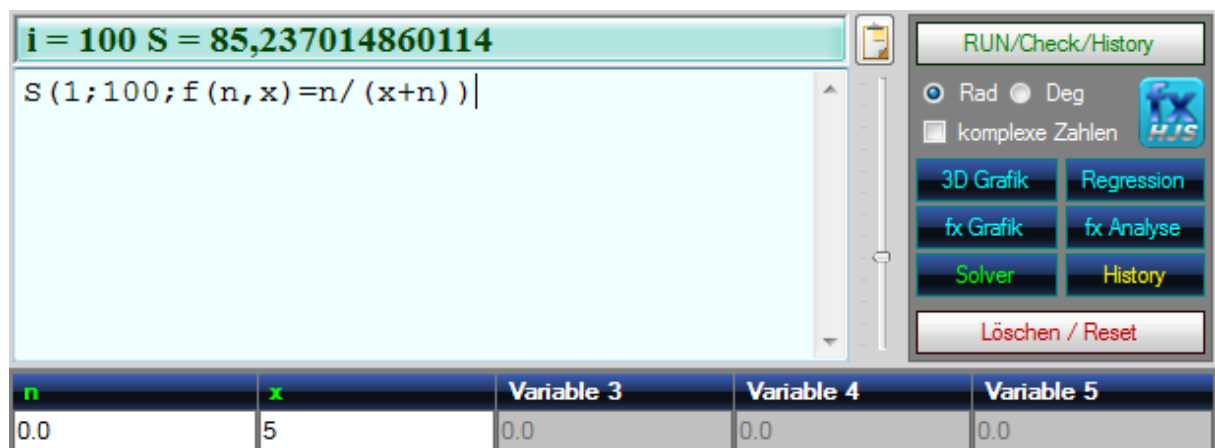 i = 100 S = 85,237014860114
S(1;100;f(n,x)=n/(x+n))
RUN/Check/History
Rad Deg
komplexe Zahlen
fx
HJS
3D Grafik Regression
fx Grafik fx Analyse
Solver History
Löschen / Reset
n x Variable 3 Variable 4 Variable 5
0.0 5 0.0 0.0 0.0